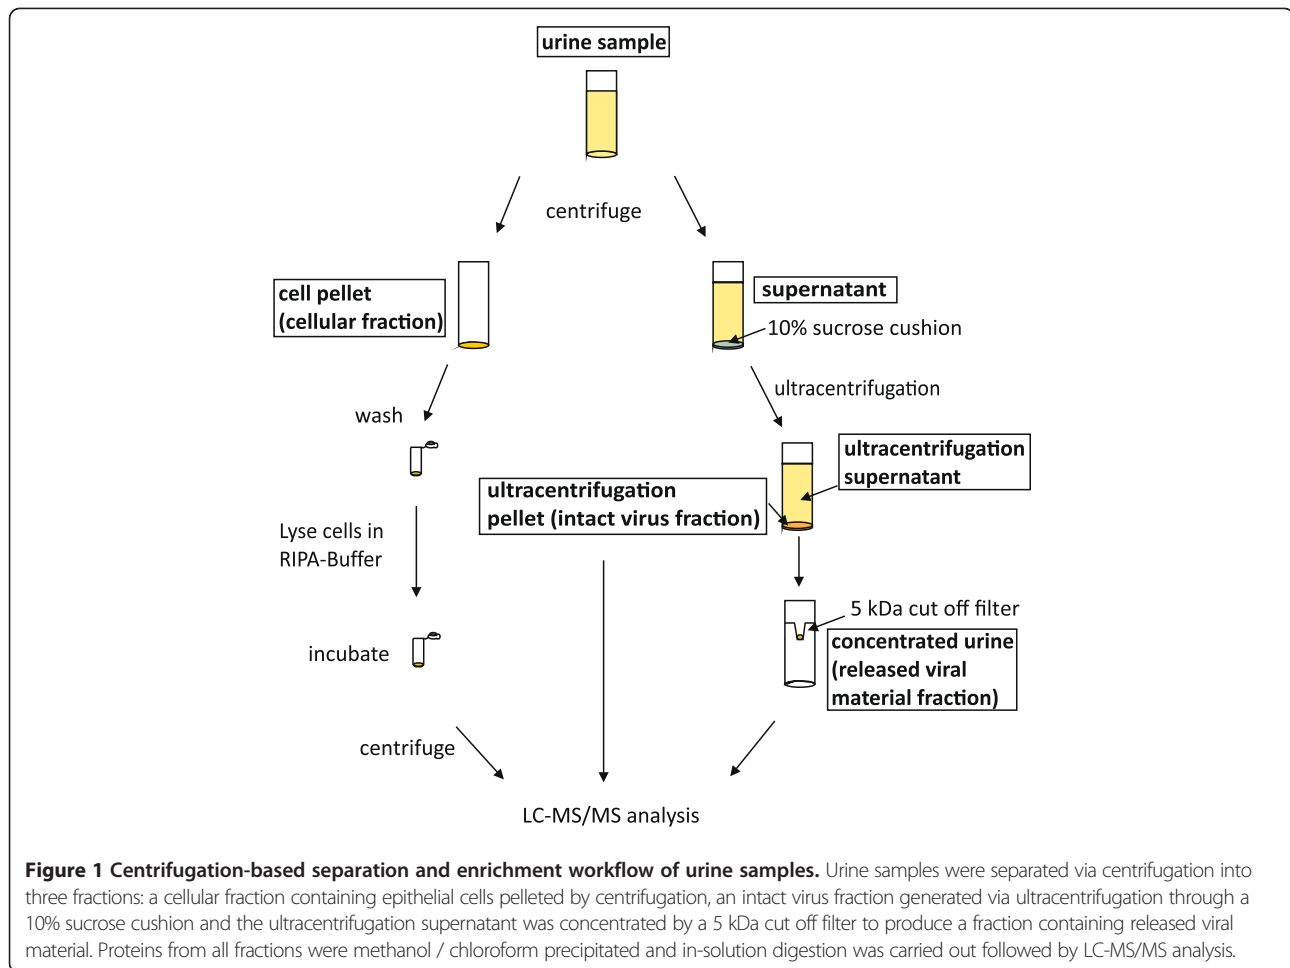 urine sample
centrifuge
cell pellet
(cellular fraction)
supernatant
10% sucrose cushion
ultracentrifugation
wash
ultracentrifugation
supernatant
ultracentrifugation
pellet (intact virus fraction)
Lyse cells in
RIPA-Buffer
5 kDa cut off filter
concentrated urine
(released viral
material fraction)
incubate
centrifuge
LC-MS/MS analysis
Figure 1 Centrifugation-based separation and enrichment workflow of urine samples. Urine samples were separated via centrifugation into
three fractions: a cellular fraction containing epithelial cells pelleted by centrifugation, an intact virus fraction generated via ultracentrifugation through a
10% sucrose cushion and the ultracentrifugation supernatant was concentrated by a 5 kDa cut off filter to produce a fraction containing released viral
material. Proteins from all fractions were methanol / chloroform precipitated and in-solution digestion was carried out followed by LC-MS/MS analysis.